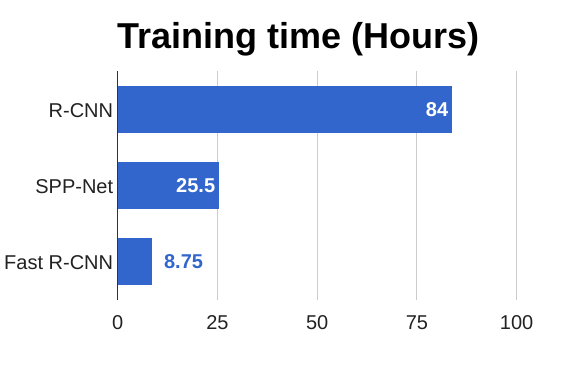 Training time (Hours)
R-CNN 84
SPP-Net 25.5
Fast R-CNN 8.75
0 25 50 75 100